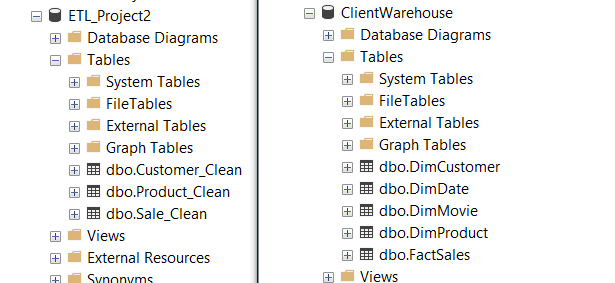 ETL_Project2
Database Diagrams
Tables
System Tables
FileTables
External Tables
Graph Tables
dbo.Customer_Clean
dbo.Product_Clean
dbo.Sale_Clean
Views
External Resources
Synonyms
ClientWarehouse
Database Diagrams
Tables
System Tables
FileTables
External Tables
Graph Tables
dbo.DimCustomer
dbo.DimDate
dbo.DimMovie
dbo.DimProduct
dbo.FactSales
Views